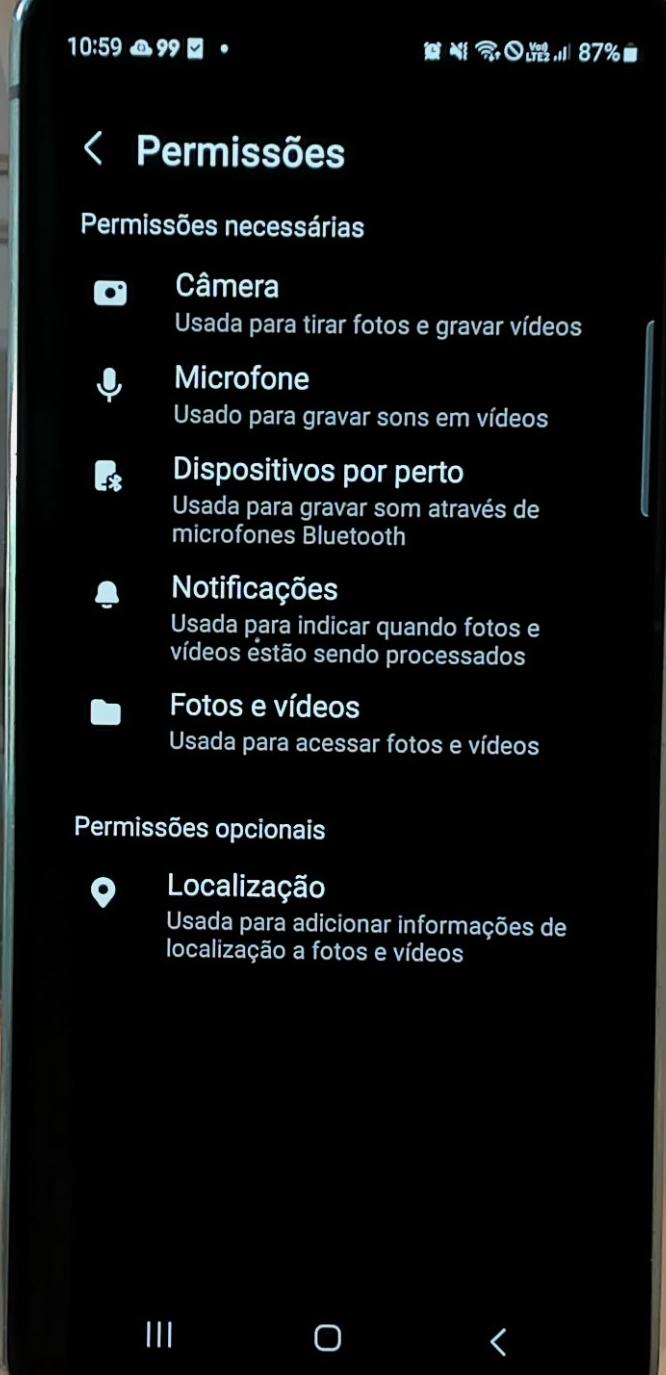 10:59 99
Vo)) LTE2 87%
Permissões
Permissões necessárias
Câmera
Usada para tirar fotos e gravar vídeos
Microfone
Usado para gravar sons em vídeos
Dispositivos por perto
Usada para gravar som através de
microfones Bluetooth
Notificações
Usada para indicar quando fotos e
vídeos estão sendo processados
Fotos e vídeos
Usada para acessar fotos e vídeos
Permissões opcionais
Localização
Usada para adicionar informações de
localização a fotos e vídeos